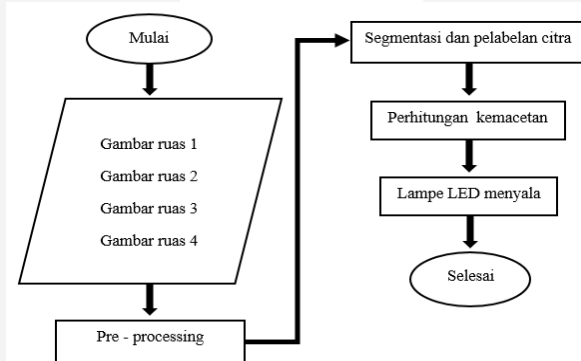 Mulai
Gambar ruas 1
Gambar ruas 2
Gambar ruas 3
Gambar ruas 4
Pre - processing
Segmentasi dan pelabelan citra
Perhitungan kemacetan
Lampe LED menyala
Selesai